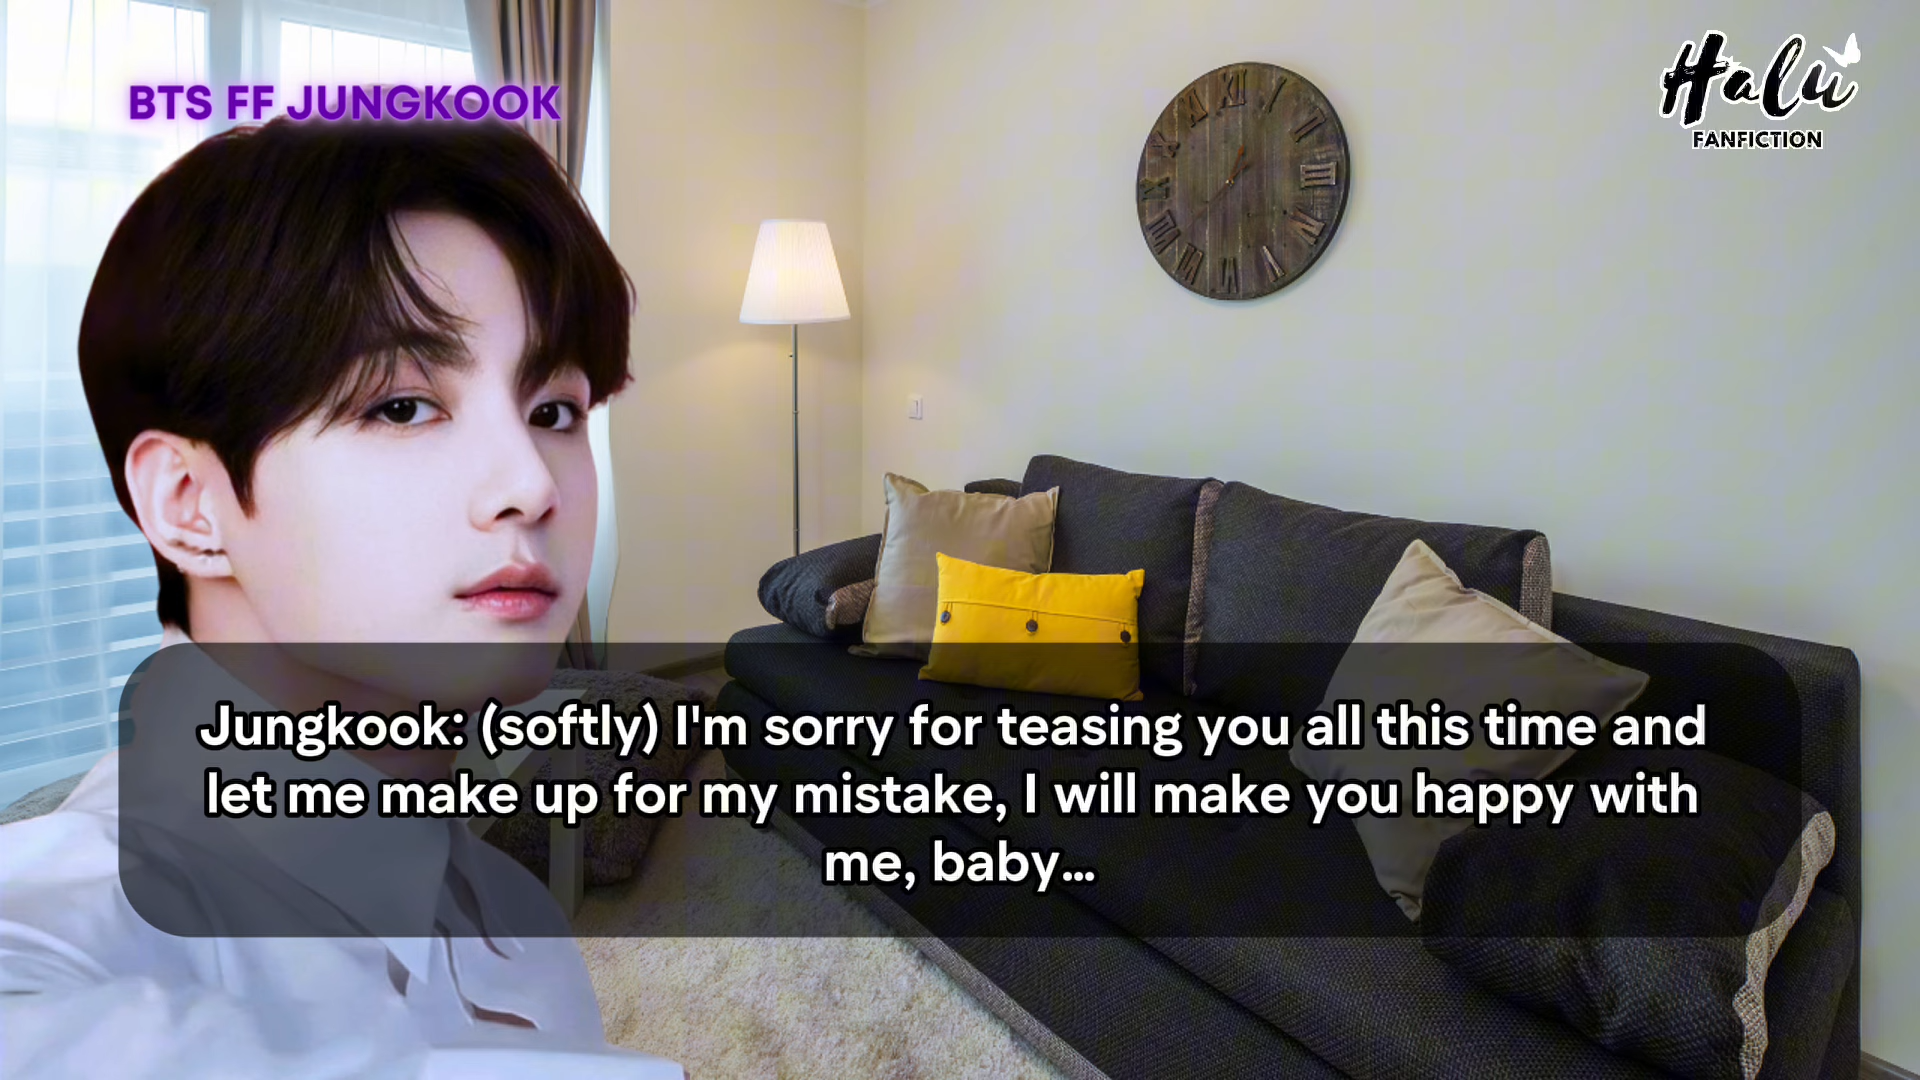 BTS FF JUNGKOOK
Halu
FANFICTION
Jungkook: (softly) I'm sorry for teasing you all this time and
let me make up for my mistake, I will make you happy with
me, baby...